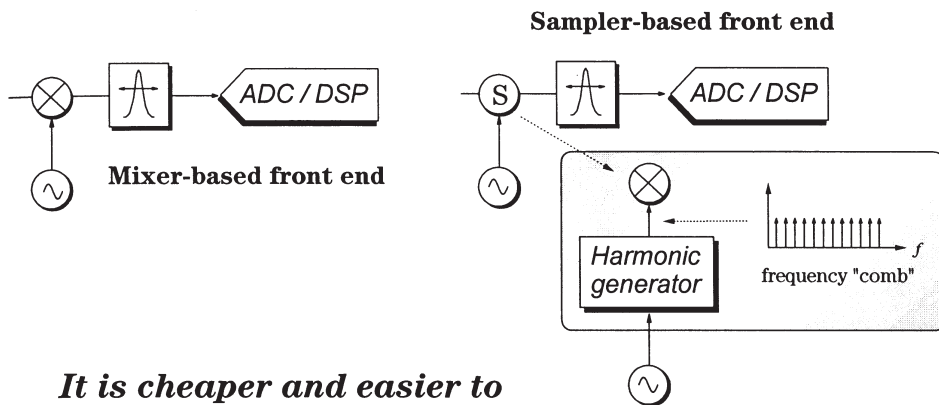 Sampler-based front end
ADC / DSP
S
ADC / DSP
Mixer-based front end
Harmonic
generator
f
frequency "comb"
It is cheaper and easier to